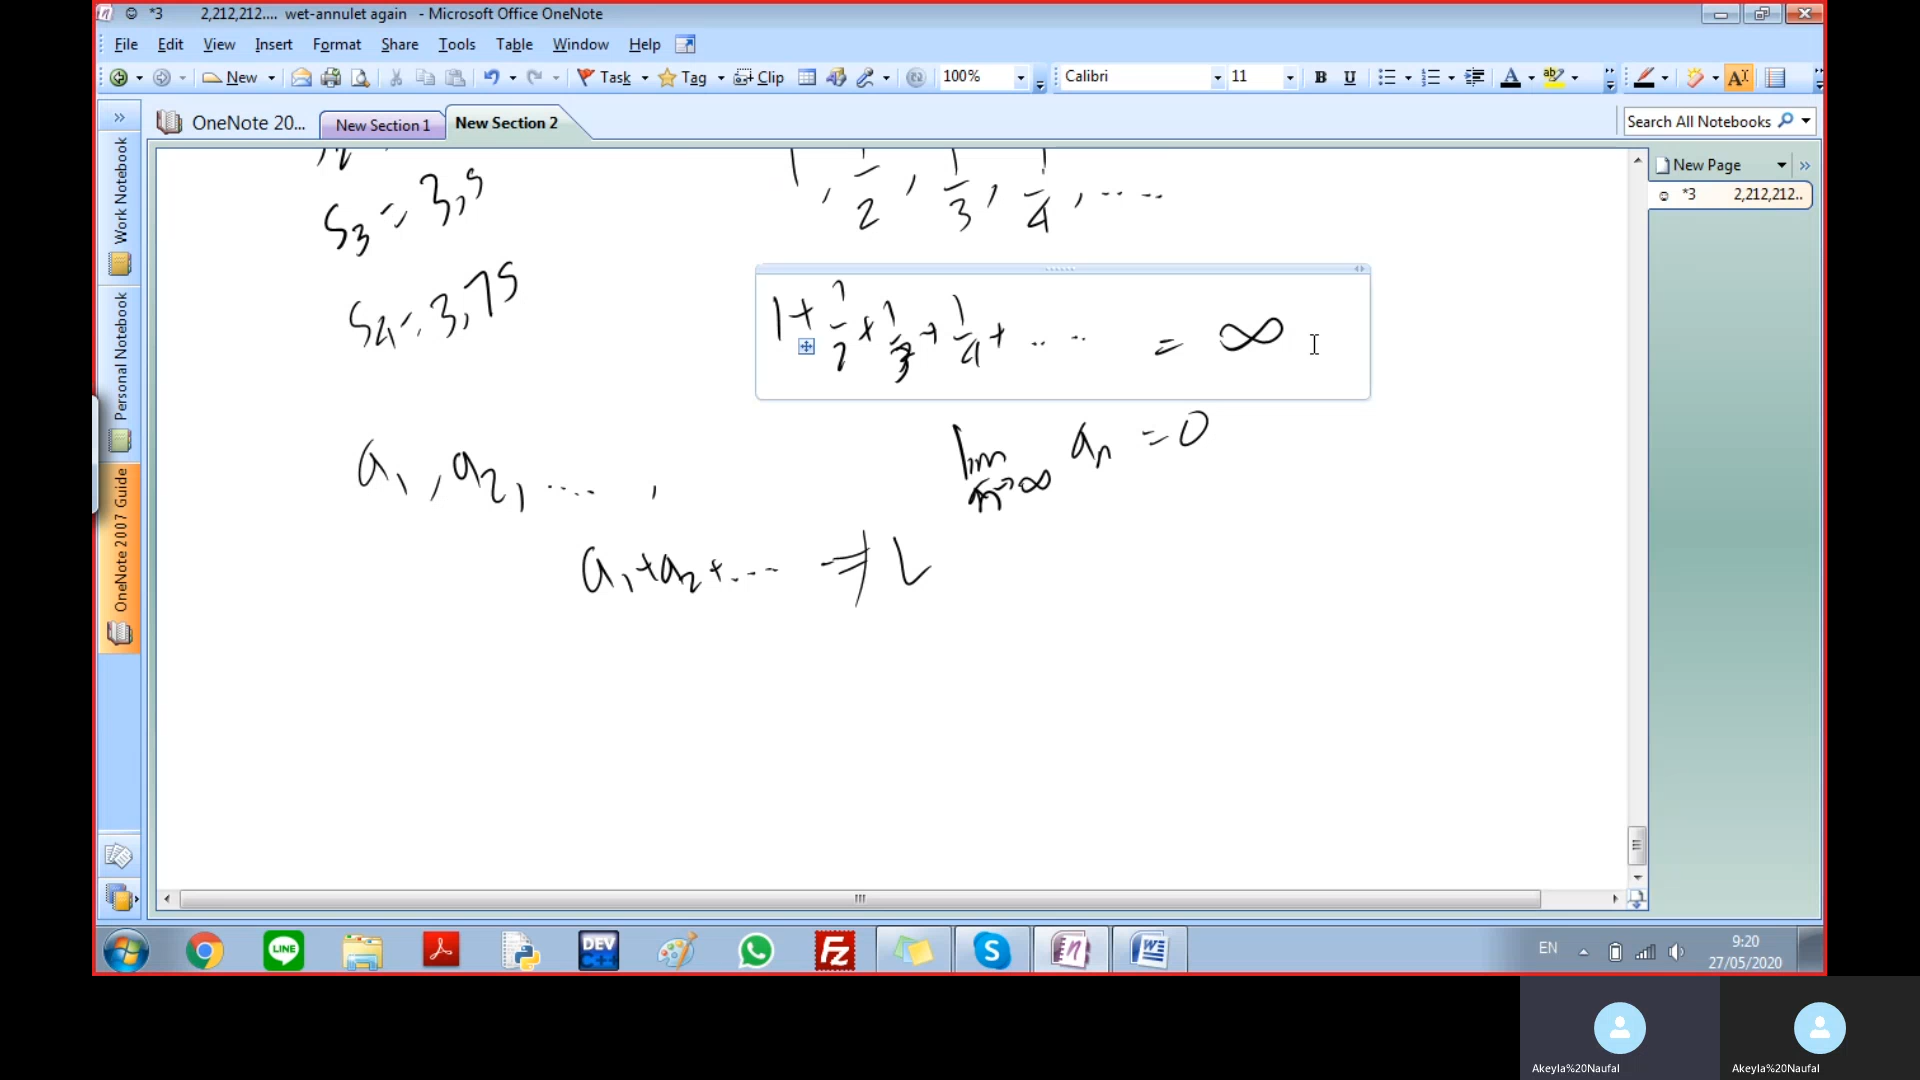 *3 2,212,212.... wet-annulet again - Microsoft Office OneNote
File Edit View Insert Format Share Tools Table Window Help
New Task Tag Clip 100% Calibri 11 B U
OneNote 20... New Section 1 New Section 2 Search All Notebooks
New Page
*3 2,212,212..
Work Notebook
Personal Notebook
OneNote 2007 Guide
S3 = 3,5
S4 = 3,75
1, 1/2, 1/3, 1/4, .....
1 + 1/2 + 1/3 + 1/4 + .... = ∞
a1, a2, .... ,
lim n→∞ an = 0
a1+a2+.... ≠ L
LINE DEV C++ FZ S W
EN
9:20
27/05/2020
Akeyla%20Naufal
Akeyla%20Naufal